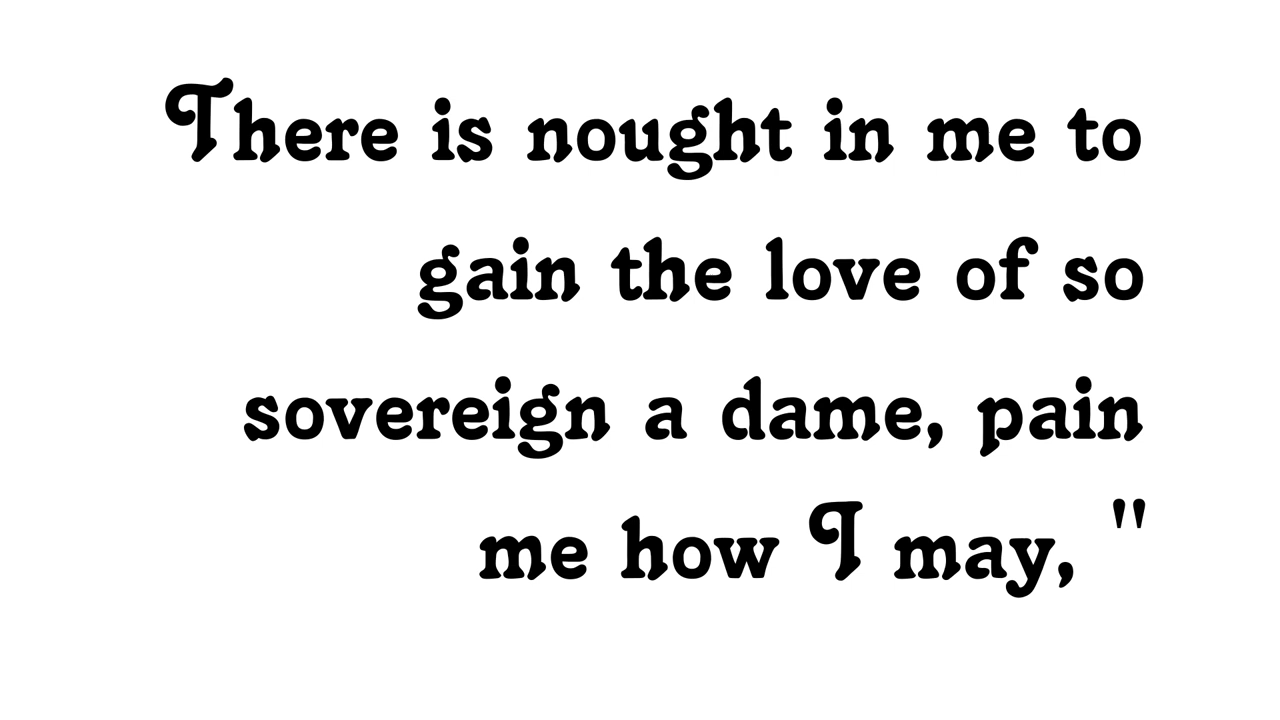 There is nought in me to
gain the love of so
sovereign a dame, pain
me how I may, "